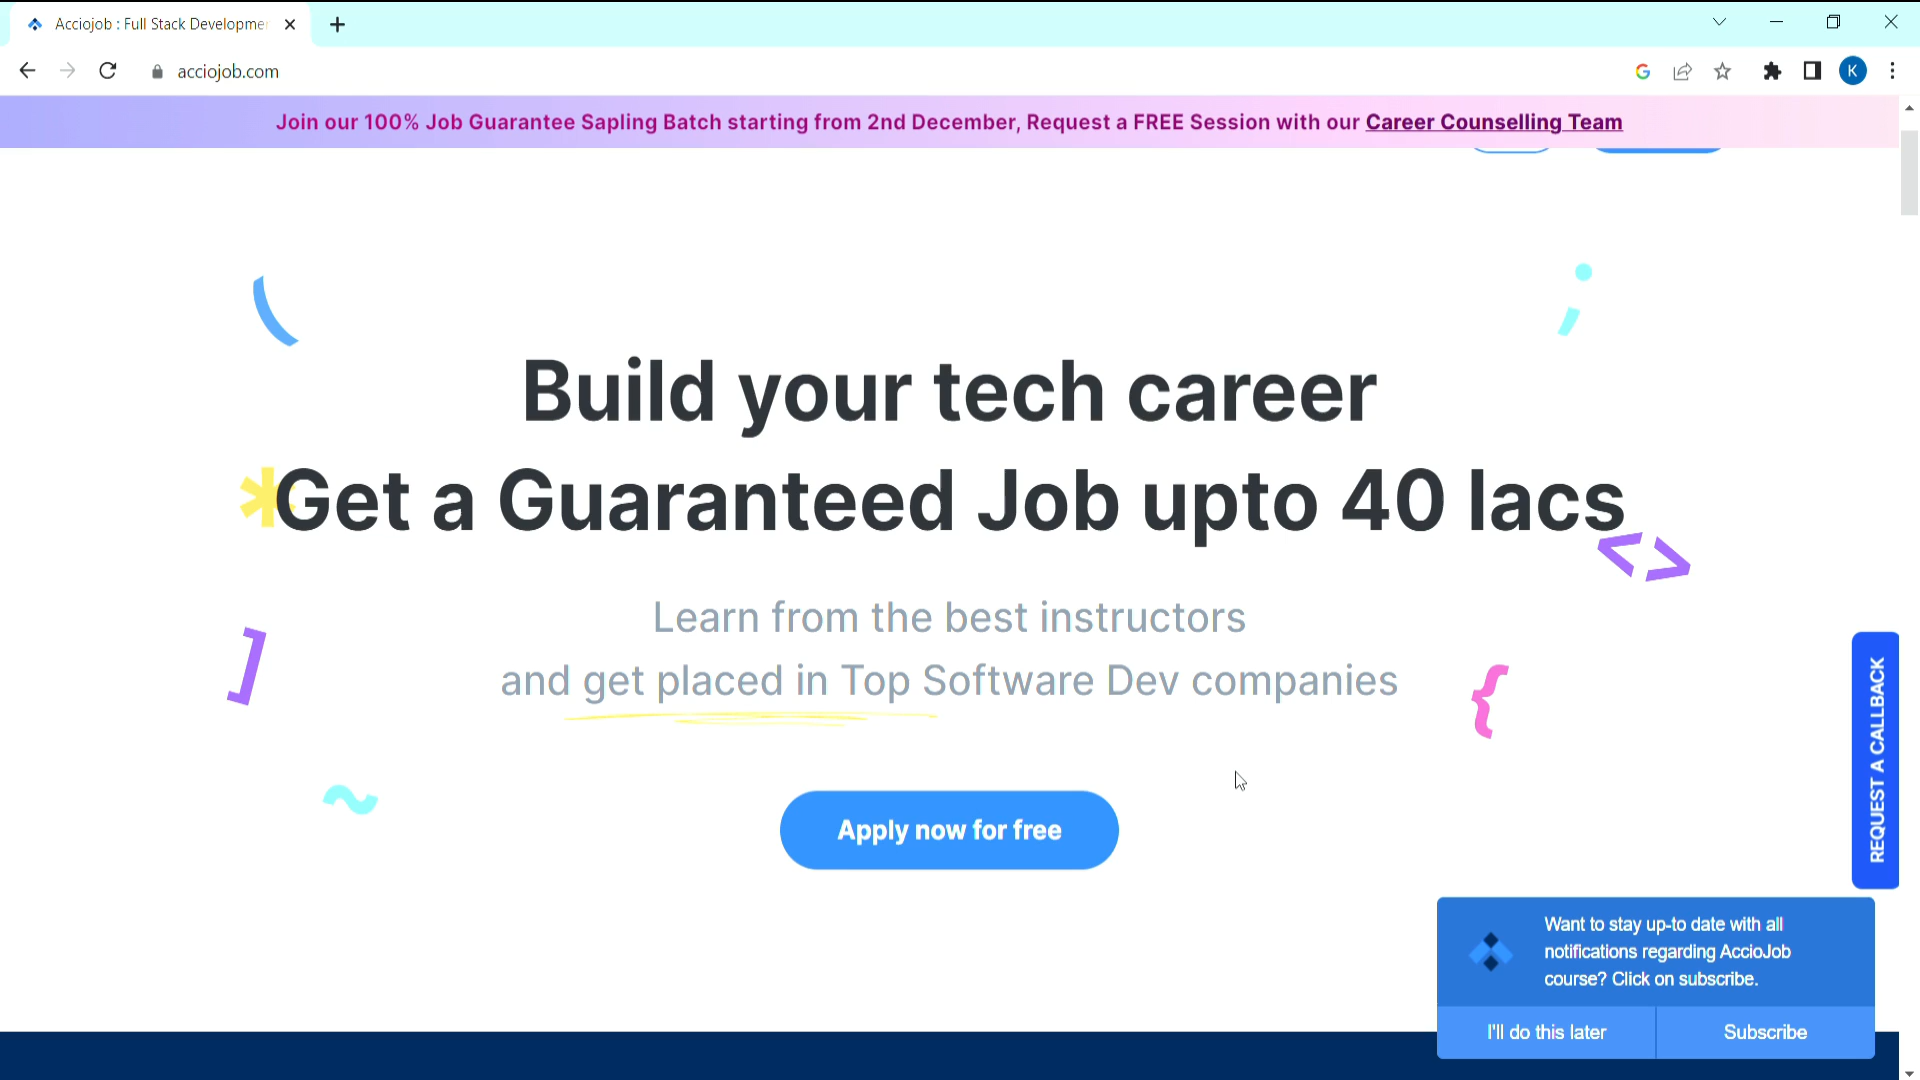 Acciojob : Full Stack Developme
acciojob.com
K
Join our 100% Job Guarantee Sapling Batch starting from 2nd December, Request a FREE Session with our Career Counselling Team
Build your tech career
Get a Guaranteed Job upto 40 lacs
Learn from the best instructors
and get placed in Top Software Dev companies
Apply now for free
REQUEST A CALLBACK
Want to stay up-to date with all
notifications regarding AccioJob
course? Click on subscribe.
I'll do this later
Subscribe